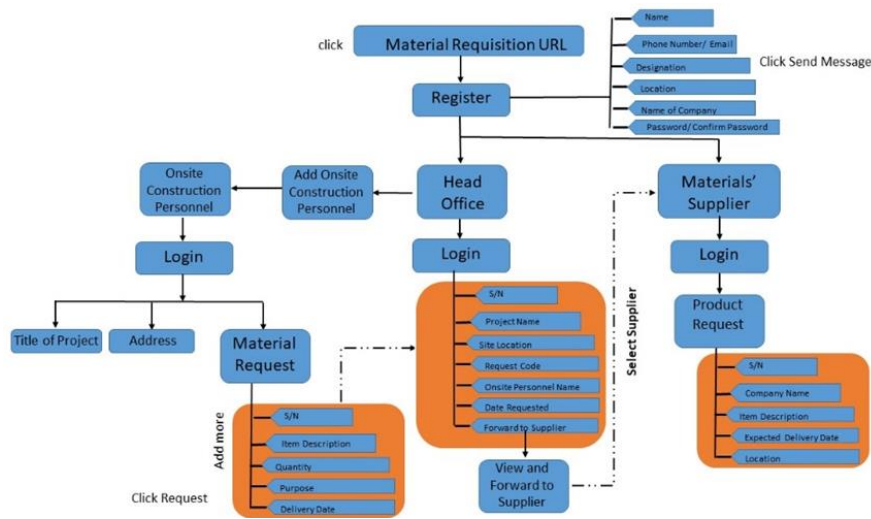 click
Material Requisition URL
Name
Phone Number/ Email
Click Send Message
Designation
Location
Name of Company
Password/ Confirm Password
Register
Onsite
Construction
Personnel
Add Onsite
Construction
Personnel
Head
Office
Materials'
Supplier
Login
Login
Login
Title of Project
Address
Material
Request
Select Supplier
Product
Request
S/N
Project Name
Site Location
Request Code
Onsite Personnel Name
Date Requested
Forward to Supplier
S/N
Company Name
Item Description
Expected Delivery Date
Location
Add more
S/N
Item Description
Quantity
Purpose
Delivery Date
Click Request
View and
Forward to
Supplier